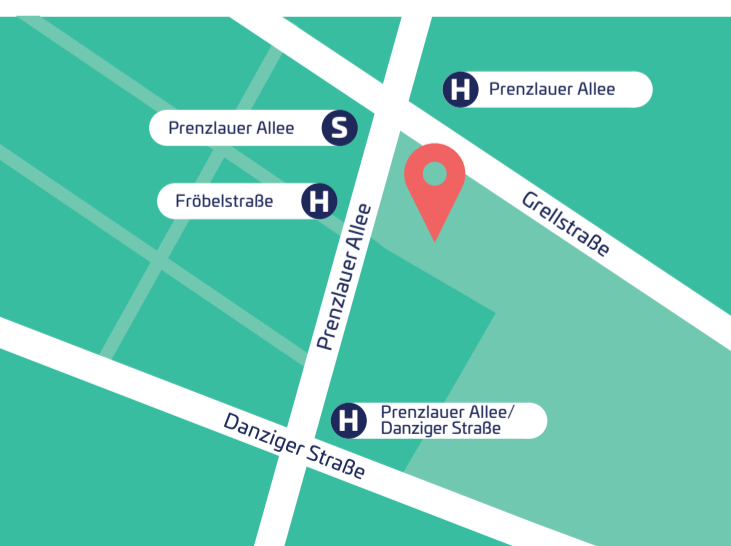 H Prenzlauer Allee
Prenzlauer Allee S
Fröbelstraße H
Grellstraße
Prenzlauer Allee
H Prenzlauer Allee/
Danziger Straße
Danziger Straße